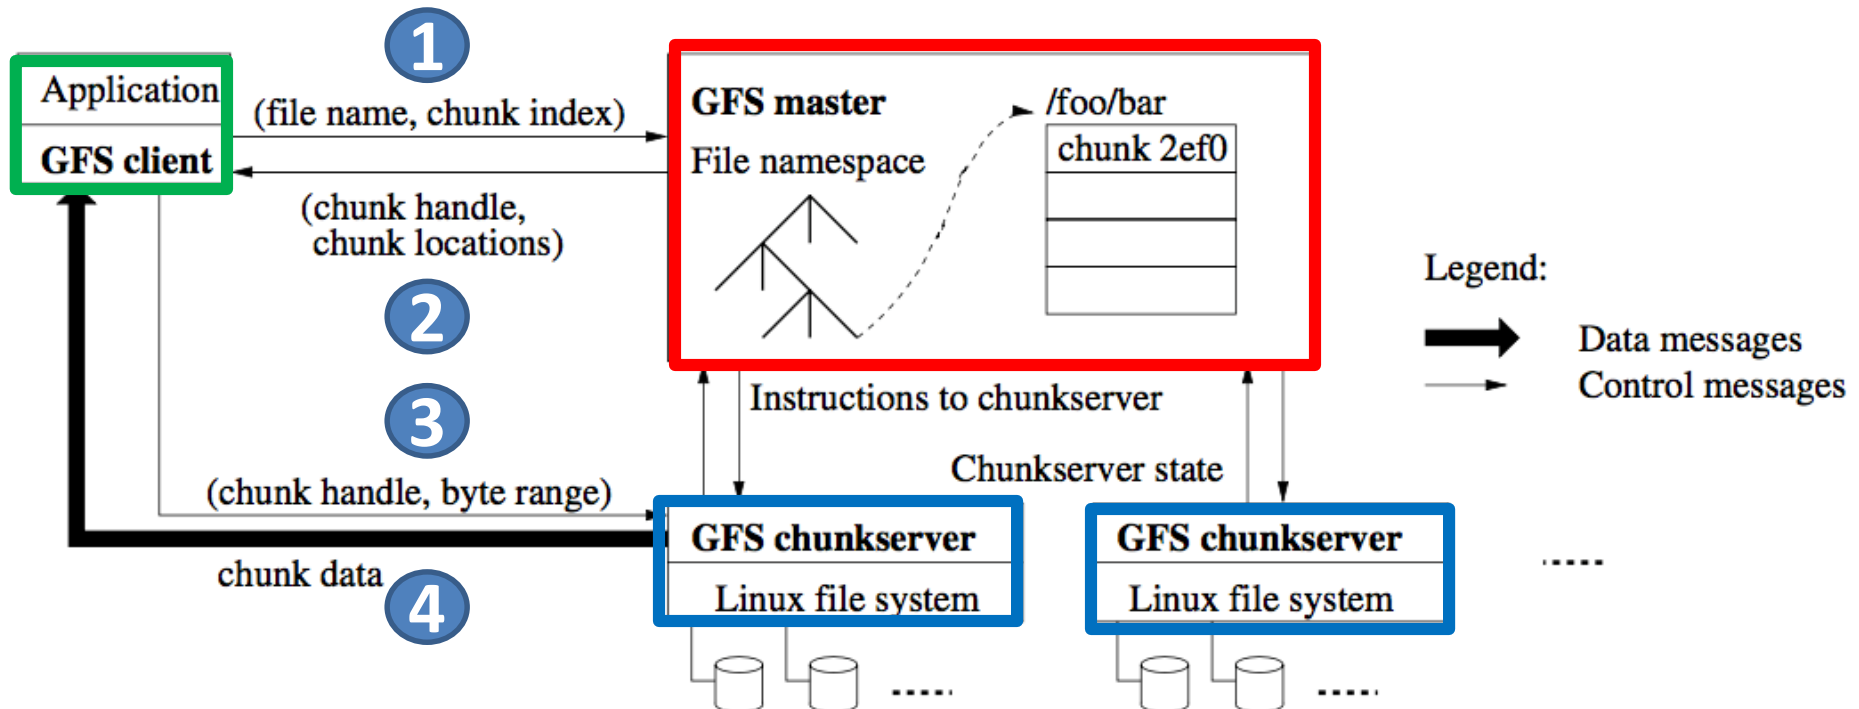 1
Application
(file name, chunk index)
GFS client
(chunk handle,
chunk locations)
2
GFS master
File namespace
/foo/bar
chunk 2ef0
Legend:
Data messages
Control messages
Instructions to chunkserver
Chunkserver state
3
(chunk handle, byte range)
chunk data
4
GFS chunkserver
Linux file system
GFS chunkserver
Linux file system